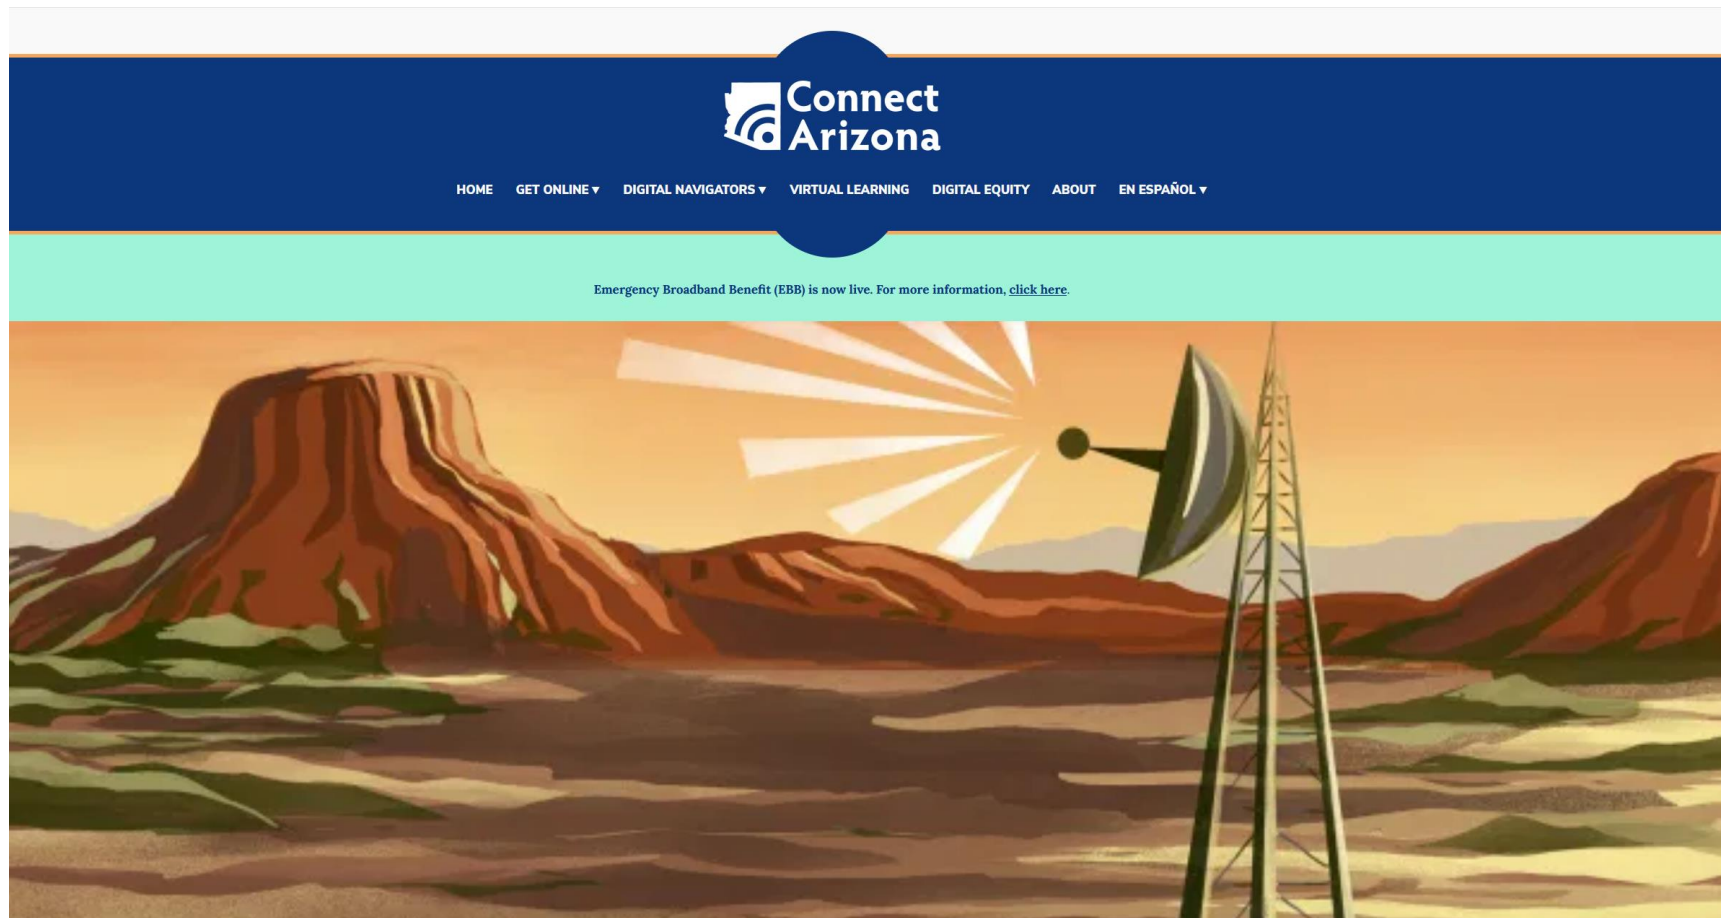 Connect
Arizona
HOME GET ONLINE ▾ DIGITAL NAVIGATORS ▾ VIRTUAL LEARNING DIGITAL EQUITY ABOUT EN ESPAÑOL ▾
Emergency Broadband Benefit (EBB) is now live. For more information, click here.